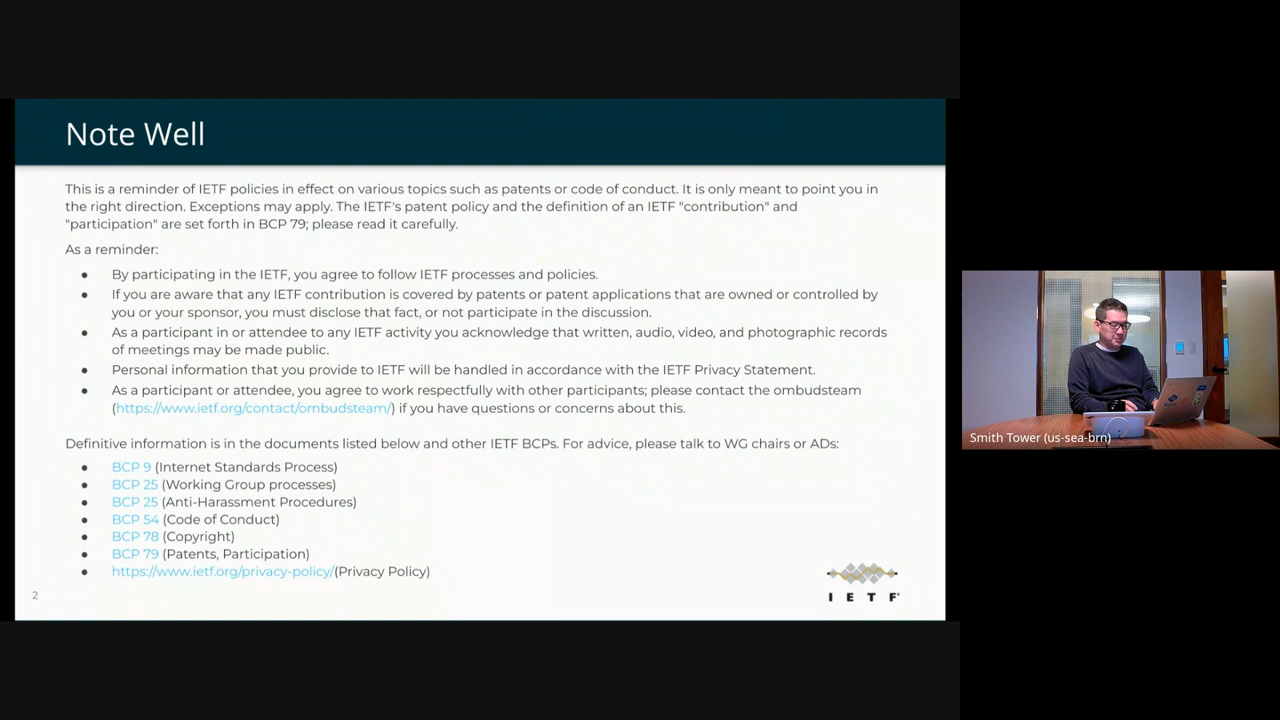 Note Well
This is a reminder of IETF policies in effect on various topics such as patents or code of conduct. It is only meant to point you in
the right direction. Exceptions may apply. The IETF's patent policy and the definition of an IETF "contribution" and
"participation" are set forth in BCP 79; please read it carefully.
As a reminder:
● By participating in the IETF, you agree to follow IETF processes and policies.
● If you are aware that any IETF contribution is covered by patents or patent applications that are owned or controlled by
you or your sponsor, you must disclose that fact, or not participate in the discussion.
● As a participant in or attendee to any IETF activity you acknowledge that written, audio, video, and photographic records
of meetings may be made public.
● Personal information that you provide to IETF will be handled in accordance with the IETF Privacy Statement.
● As a participant or attendee, you agree to work respectfully with other participants; please contact the ombudsteam
(https://www.ietf.org/contact/ombudsteam/) if you have questions or concerns about this.
Definitive information is in the documents listed below and other IETF BCPs. For advice, please talk to WG chairs or ADs:
● BCP 9 (Internet Standards Process)
● BCP 25 (Working Group processes)
● BCP 25 (Anti-Harassment Procedures)
● BCP 54 (Code of Conduct)
● BCP 78 (Copyright)
● BCP 79 (Patents, Participation)
● https://www.ietf.org/privacy-policy/(Privacy Policy)
2
I E T F®
Smith Tower (us-sea-brn)